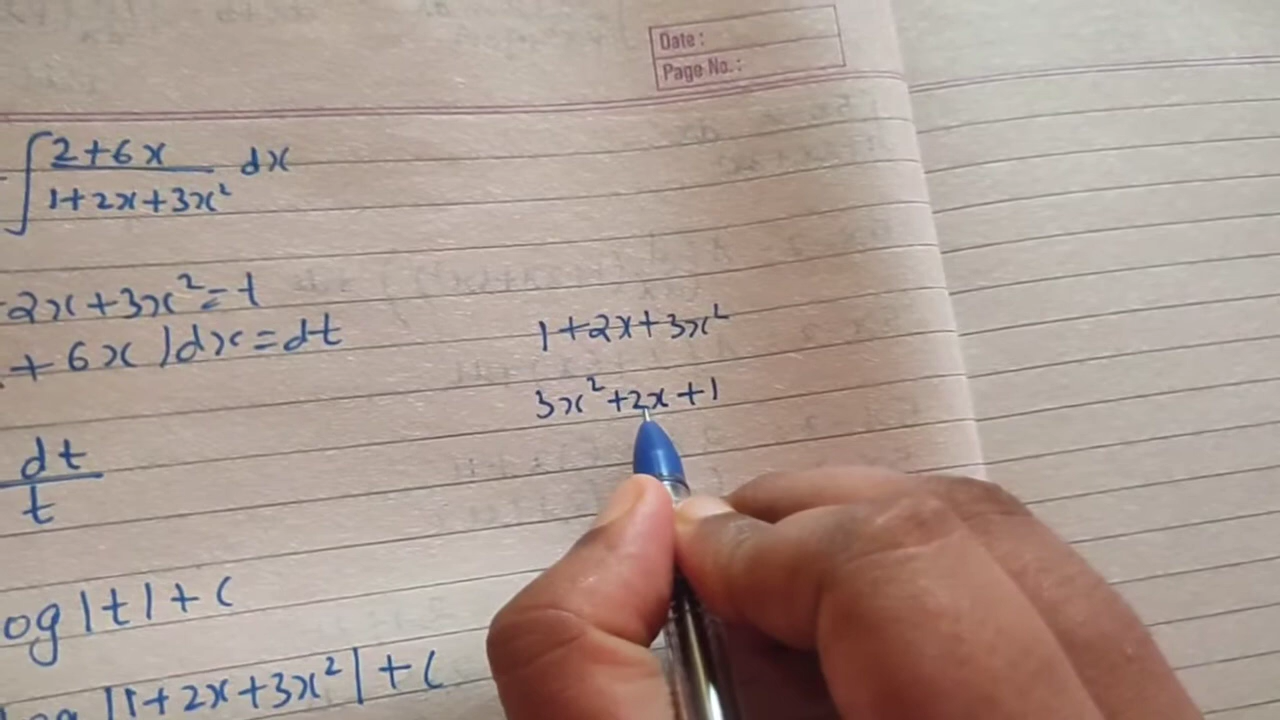 Date :
Page No. :
∫ 2+6x / 1+2x+3x² dx
2x+3x²=t
+6x)dx=dt
dt / t
og|t|+c
|1+2x+3x²|+c
1+2x+3x²
3x²+2x+1